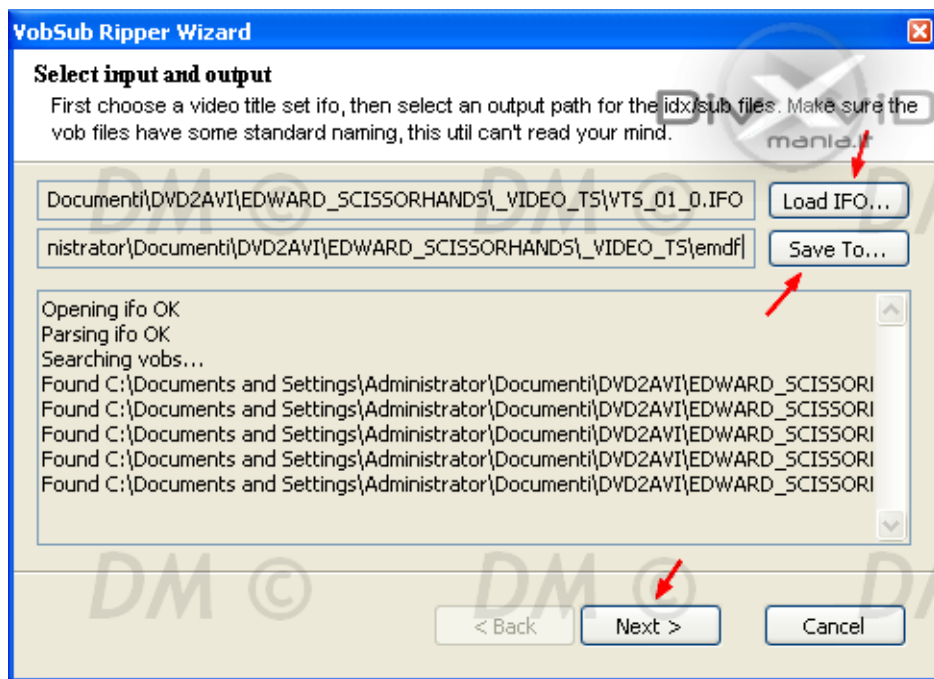 VobSub Ripper Wizard
Select input and output
First choose a video title set ifo, then select an output path for the idx/sub files. Make sure the
vob files have some standard naming, this util can't read your mind.
DivXviD
mania.it
Documenti\DVD2AVI\EDWARD_SCISSORHANDS\_VIDEO_TS\VTS_01_0.IFO
Load IFO...
nistrator\Documenti\DVD2AVI\EDWARD_SCISSORHANDS\_VIDEO_TS\emdf
Save To...
Opening ifo OK
Parsing ifo OK
Searching vobs...
Found C:\Documents and Settings\Administrator\Documenti\DVD2AVI\EDWARD_SCISSORI
Found C:\Documents and Settings\Administrator\Documenti\DVD2AVI\EDWARD_SCISSORI
Found C:\Documents and Settings\Administrator\Documenti\DVD2AVI\EDWARD_SCISSORI
Found C:\Documents and Settings\Administrator\Documenti\DVD2AVI\EDWARD_SCISSORI
Found C:\Documents and Settings\Administrator\Documenti\DVD2AVI\EDWARD_SCISSORI
DM © DM © DM
DM © DM © DM
< Back
Next >
Cancel